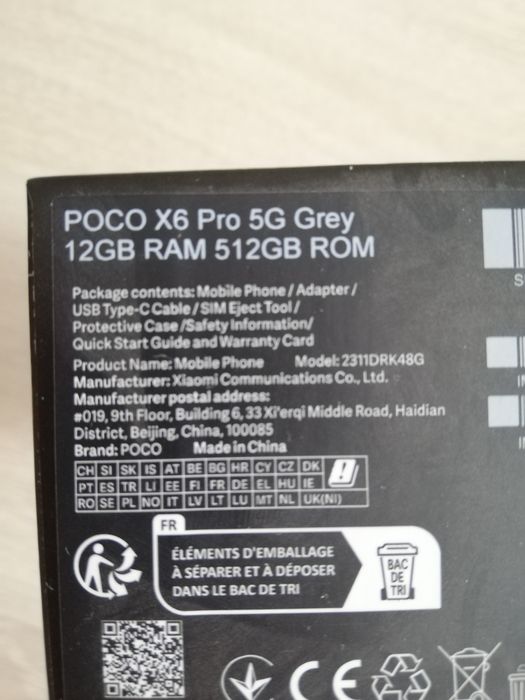 POCO X6 Pro 5G Grey
12GB RAM 512GB ROM
Package contents: Mobile Phone / Adapter /
USB Type-C Cable / SIM Eject Tool /
Protective Case /Safety Information/
Quick Start Guide and Warranty Card
Product Name: Mobile Phone Model: 2311DRK48G
Manufacturer: Xiaomi Communications Co., Ltd.
Manufacturer postal address:
#019, 9th Floor, Building 6, 33 Xi'erqi Middle Road, Haidian
District, Beijing, China, 100085
Brand: POCO Made in China
CH SI SK IS AT BE BG HR CY CZ DK
PT ES TR LI EE FI FR DE EL HU IE
RO SE PL NO IT LV LT LU MT NL UK(NI)
FR
ÉLÉMENTS D'EMBALLAGE
À SÉPARER ET À DÉPOSER
DANS LE BAC DE TRI
BAC
DE
TRI
CE